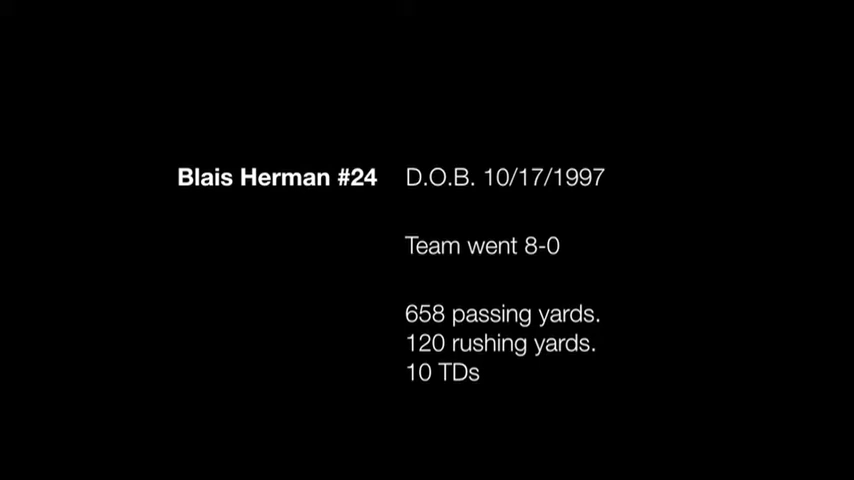 Blais Herman #24 D.O.B. 10/17/1997
Team went 8-0
658 passing yards.
120 rushing yards.
10 TDs